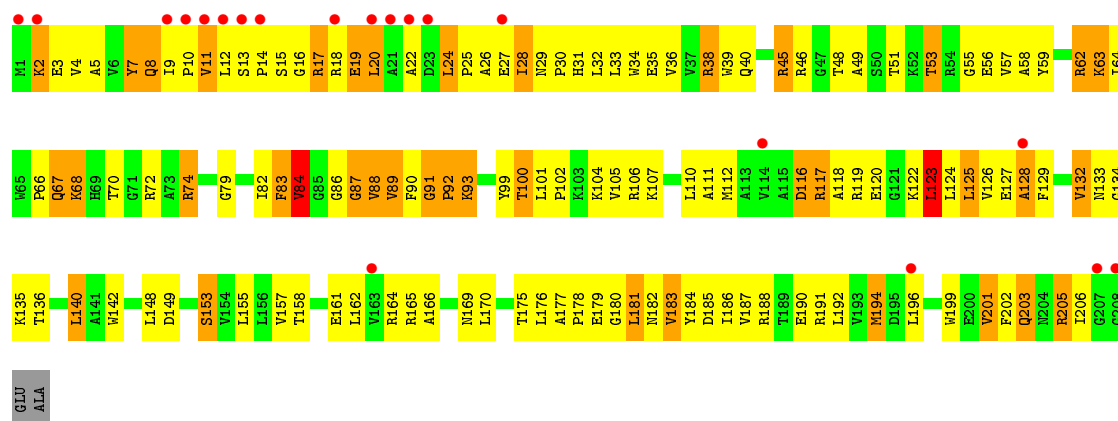 M1 K2 E3 V4 A5 V6 Y7 Q8 I9 P10 V11 L12 S13 P14 S15 G16 R17 R18 E19 L20 A21 A22 D23 L24 P25 A26 E27 I28 N29 P30 H31 L32 L33 W34 E35 V36 V37 R38 W39 Q40 R45 R46 G47 T48 A49 S50 T51 K52 T53 R54 G55 E56 V57 A58 Y59 R62 K63 I64
W65 P66 Q67 K68 H69 T70 G71 R72 A73 R74 G79 I82 F83 V84 G85 G86 G87 V88 V89 F90 G91 P92 K93 Y99 T100 L101 P102 K103 K104 V105 R106 K107 L110 A111 M112 A113 V114 A115 D116 R117 A118 R119 E120 G121 K122 L123 L124 L125 V126 E127 A128 F129 V132 N133 G134
K135 T136 L140 A141 W142 L148 D149 S153 V154 L155 L156 V157 T158 E161 L162 V163 R164 R165 A166 N169 L170 T175 L176 A177 P178 E179 G180 L181 N182 V183 Y184 D185 I186 V187 R188 T189 E190 R191 L192 V193 M194 D195 L196 W199 E200 V201 F202 Q203 N204 R205 I206 G207
GLU ALA